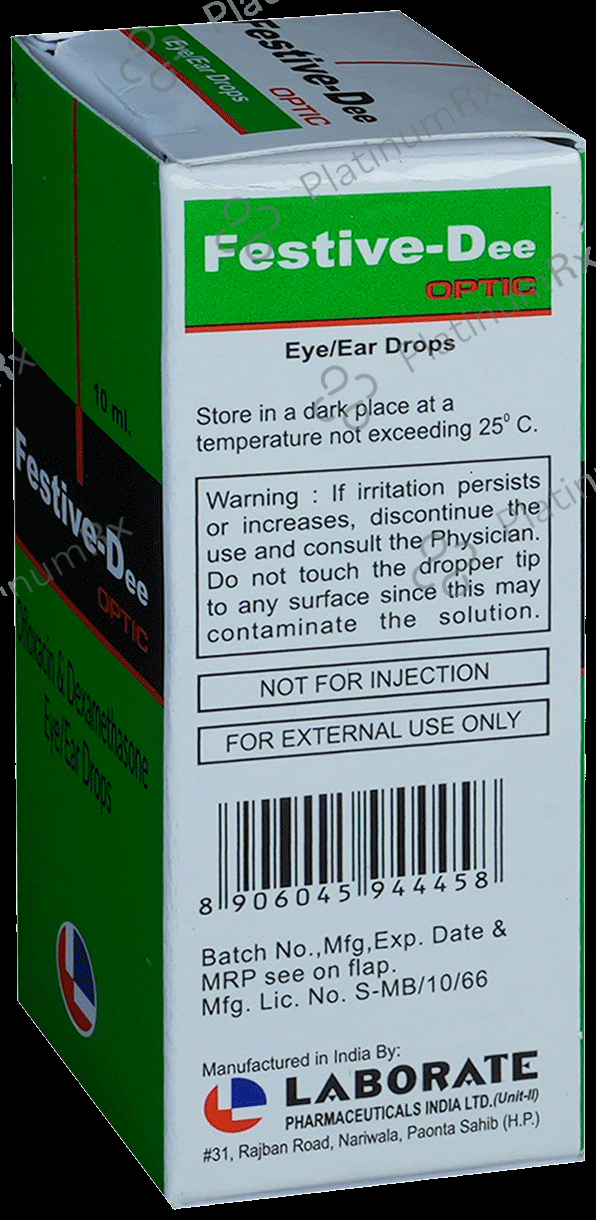 Eye/Ear Drops
Festive-Dee
OPTIC
10 ml.
Festive-Dee
OPTIC
Ofloxacin & Dexamethasone
Eye/Ear Drops
Festive-Dee
OPTIC
Eye/Ear Drops
Store in a dark place at a
temperature not exceeding 25° C.
Warning : If irritation persists
or increases, discontinue the
use and consult the Physician.
Do not touch the dropper tip
to any surface since this may
contaminate the solution.
NOT FOR INJECTION
FOR EXTERNAL USE ONLY
8 906045 944458
Batch No.,Mfg,Exp. Date &
MRP see on flap.
Mfg. Lic. No. S-MB/10/66
Manufactured in India By:
LABORATE
PHARMACEUTICALS INDIA LTD.(Unit-II)
#31, Rajban Road, Nariwala, Paonta Sahib (H.P.)
PlatinumRx
PlatinumRx
PlatinumRx
PlatinumRx